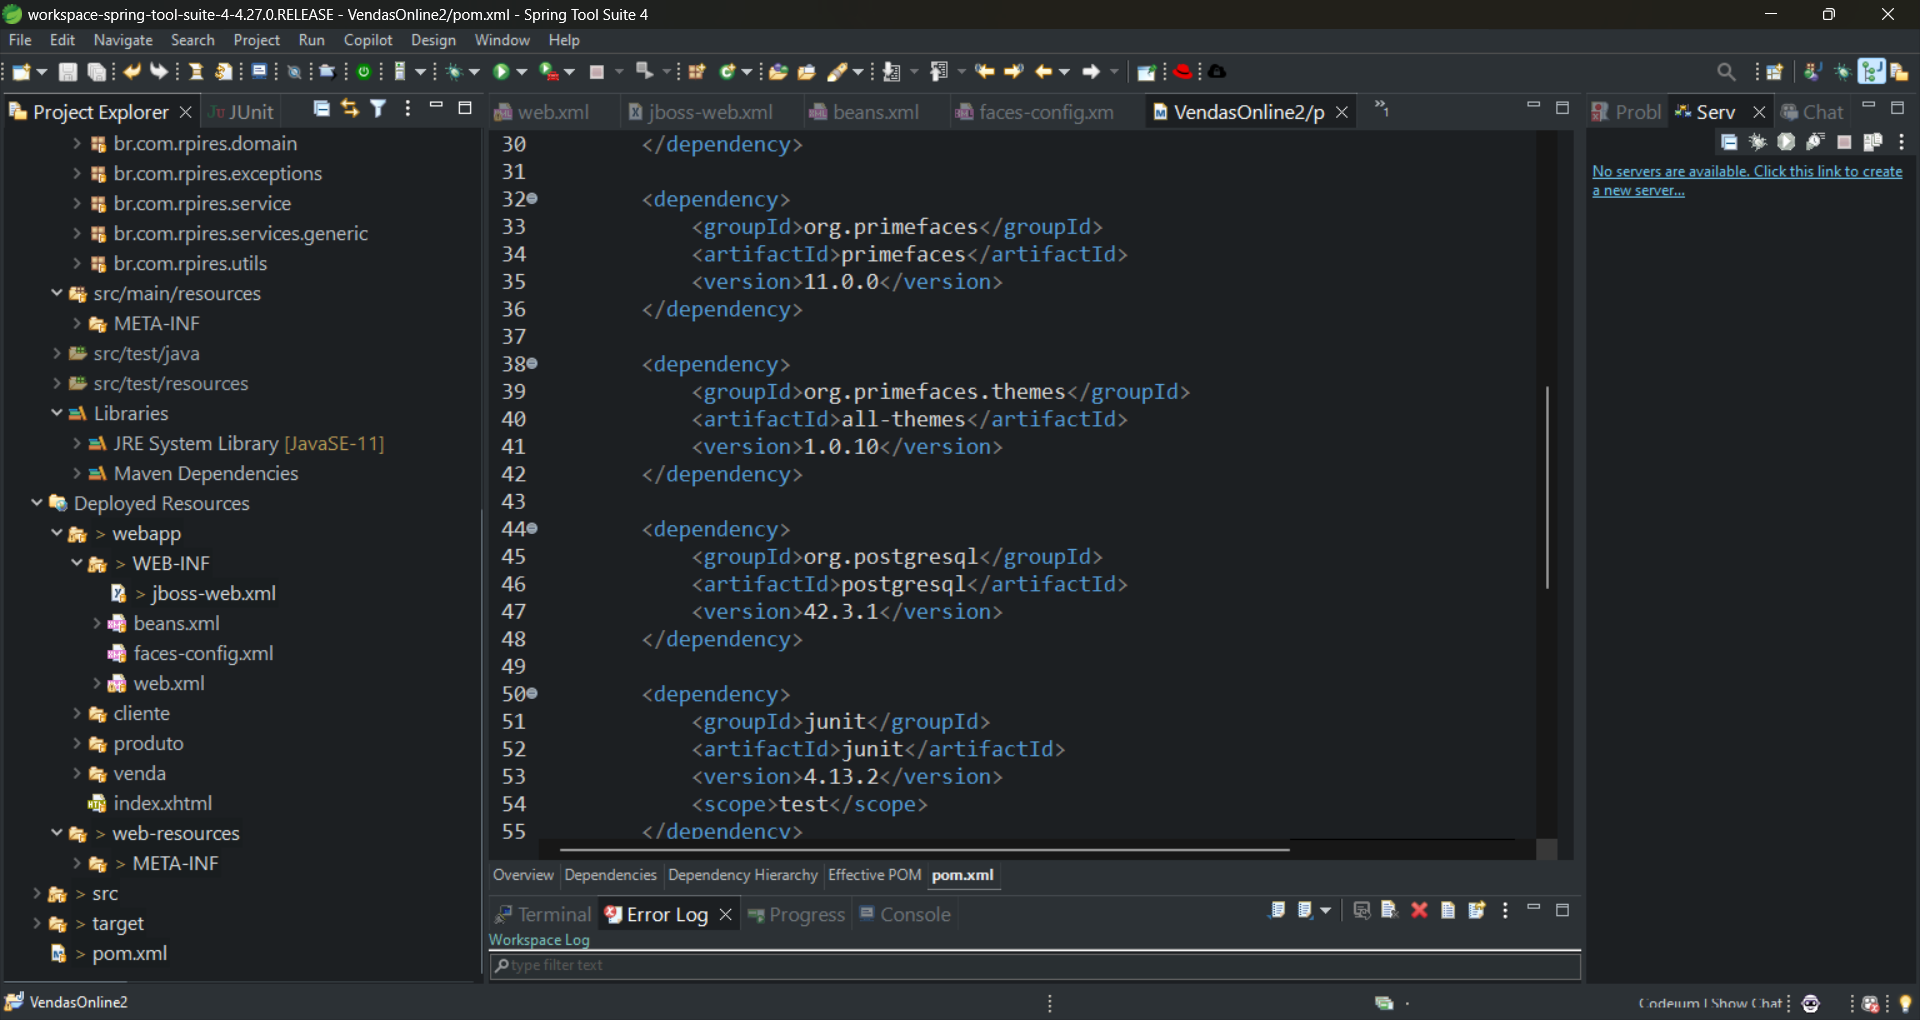 workspace-spring-tool-suite-4-4.27.0.RELEASE - VendasOnline2/pom.xml - Spring Tool Suite 4
File Edit Navigate Search Project Run Copilot Design Window Help
Project Explorer JUnit
br.com.rpires.domain
br.com.rpires.exceptions
br.com.rpires.service
br.com.rpires.services.generic
br.com.rpires.utils
src/main/resources
META-INF
src/test/java
src/test/resources
Libraries
JRE System Library [JavaSE-11]
Maven Dependencies
Deployed Resources
> webapp
> WEB-INF
> jboss-web.xml
beans.xml
faces-config.xml
web.xml
cliente
produto
venda
index.xhtml
> web-resources
> META-INF
> src
> target
> pom.xml
web.xml jboss-web.xml beans.xml faces-config.xm VendasOnline2/p »1
30 </dependency>
31
32 <dependency>
33 <groupId>org.primefaces</groupId>
34 <artifactId>primefaces</artifactId>
35 <version>11.0.0</version>
36 </dependency>
37
38 <dependency>
39 <groupId>org.primefaces.themes</groupId>
40 <artifactId>all-themes</artifactId>
41 <version>1.0.10</version>
42 </dependency>
43
44 <dependency>
45 <groupId>org.postgresql</groupId>
46 <artifactId>postgresql</artifactId>
47 <version>42.3.1</version>
48 </dependency>
49
50 <dependency>
51 <groupId>junit</groupId>
52 <artifactId>junit</artifactId>
53 <version>4.13.2</version>
54 <scope>test</scope>
55 </dependency>
Overview Dependencies Dependency Hierarchy Effective POM pom.xml
Terminal Error Log Progress Console
Workspace Log
type filter text
Probl Serv Chat
No servers are available. Click this link to create
a new server...
VendasOnline2
Codeium | Show Chat